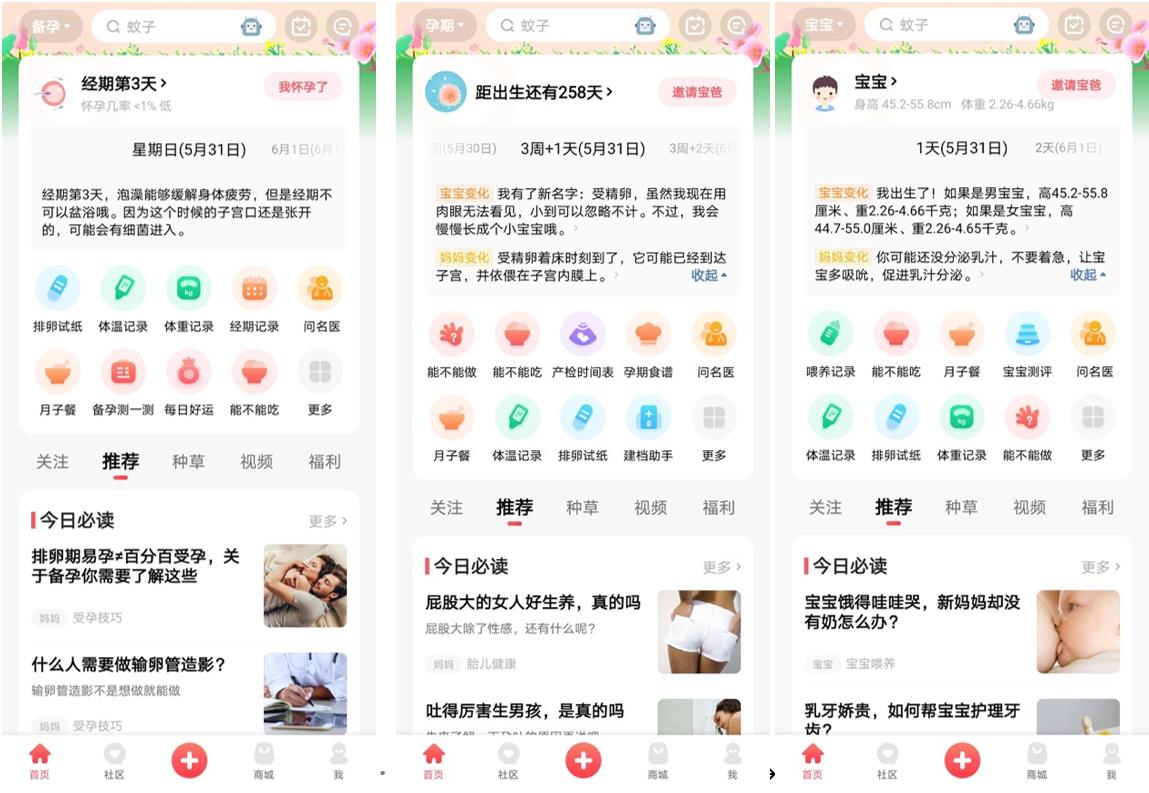 备孕
蚊子
经期第3天
怀孕几率 <1% 低
我怀孕了
星期日(5月31日)
6月1日(6月1
经期第3天，泡澡能够缓解身体疲劳，但是经期不
可以盆浴哦。因为这个时候的子宫口还是张开
的，可能会有细菌进入。
排卵试纸
体温记录
体重记录
kg
经期记录
问名医
月子餐
备孕测一测
每日好运
能不能吃
更多
关注
推荐
种草
视频
福利
今日必读
更多
排卵期易孕≠百分百受孕，关
于备孕你需要了解这些
妈妈 受孕技巧
什么人需要做输卵管造影？
输卵管造影不是想做就能做
妈妈 受孕技巧
首页
社区
商城
我
孕期
蚊子
距出生还有258天
邀请宝爸
(5月30日)
3周+1天(5月31日)
3周+2天(6月
宝宝变化 我有了新名字：受精卵，虽然我现在用
肉眼无法看见，小到可以忽略不计。不过，我会
慢慢长成个小宝宝哦。
妈妈变化 受精卵着床时刻到了，它可能已经到达
子宫，并依偎在子宫内膜上。
收起
能不能做
能不能吃
产检时间表
孕期食谱
问名医
月子餐
体温记录
排卵试纸
建档助手
更多
关注
推荐
种草
视频
福利
今日必读
更多
屁股大的女人好生养，真的吗
屁股大除了性感，还有什么呢？
妈妈 胎儿健康
吐得厉害生男孩，是真的吗
首页
社区
商城
我
宝宝
蚊子
宝宝
身高 45.2-55.8cm 体重 2.26-4.66kg
邀请宝爸
1天(5月31日)
2天(6月1日)
宝宝变化 我出生了！如果是男宝宝，高45.2-55.8
厘米、重2.26-4.66千克；如果是女宝宝，高
44.7-55.0厘米、重2.26-4.65千克。
妈妈变化 你可能还没分泌乳汁，不要着急，让宝
宝多吸吮，促进乳汁分泌。
收起
喂养记录
能不能吃
月子餐
宝宝测评
问名医
体温记录
排卵试纸
体重记录
kg
能不能做
更多
关注
推荐
种草
视频
福利
今日必读
更多
宝宝饿得哇哇哭，新妈妈却没
有奶怎么办？
宝宝 宝宝喂养
乳牙娇贵，如何帮宝宝护理牙
齿？
首页
社区
商城
我